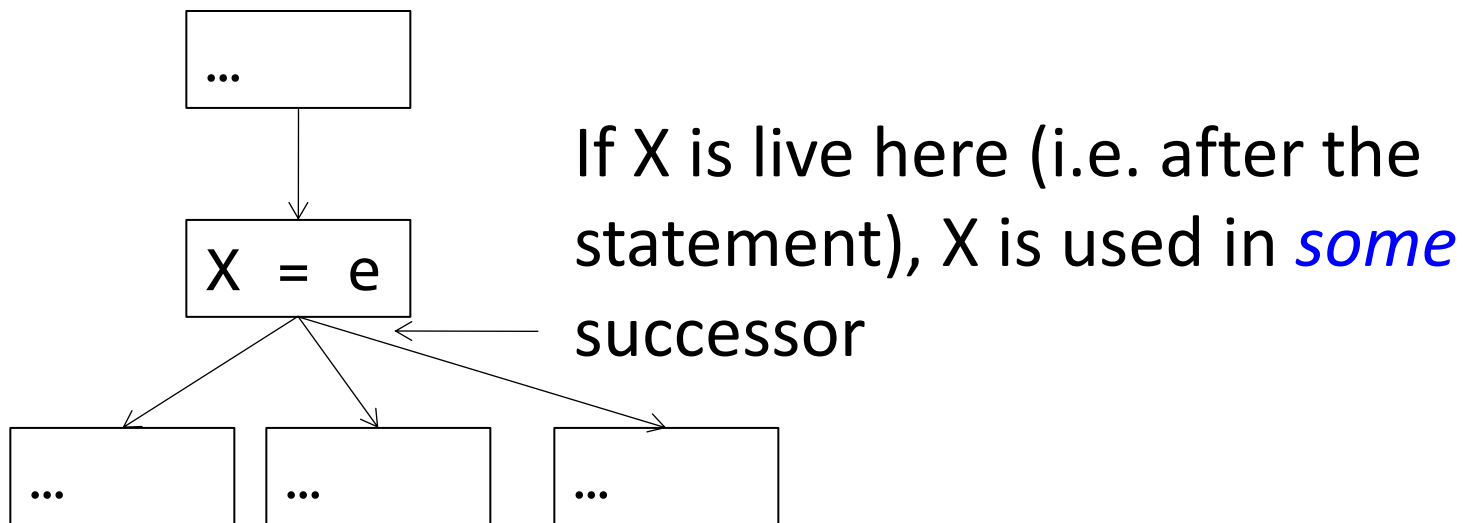 …
If X is live here (i.e. after the
statement), X is used in some
successor
X = e
…
…
…